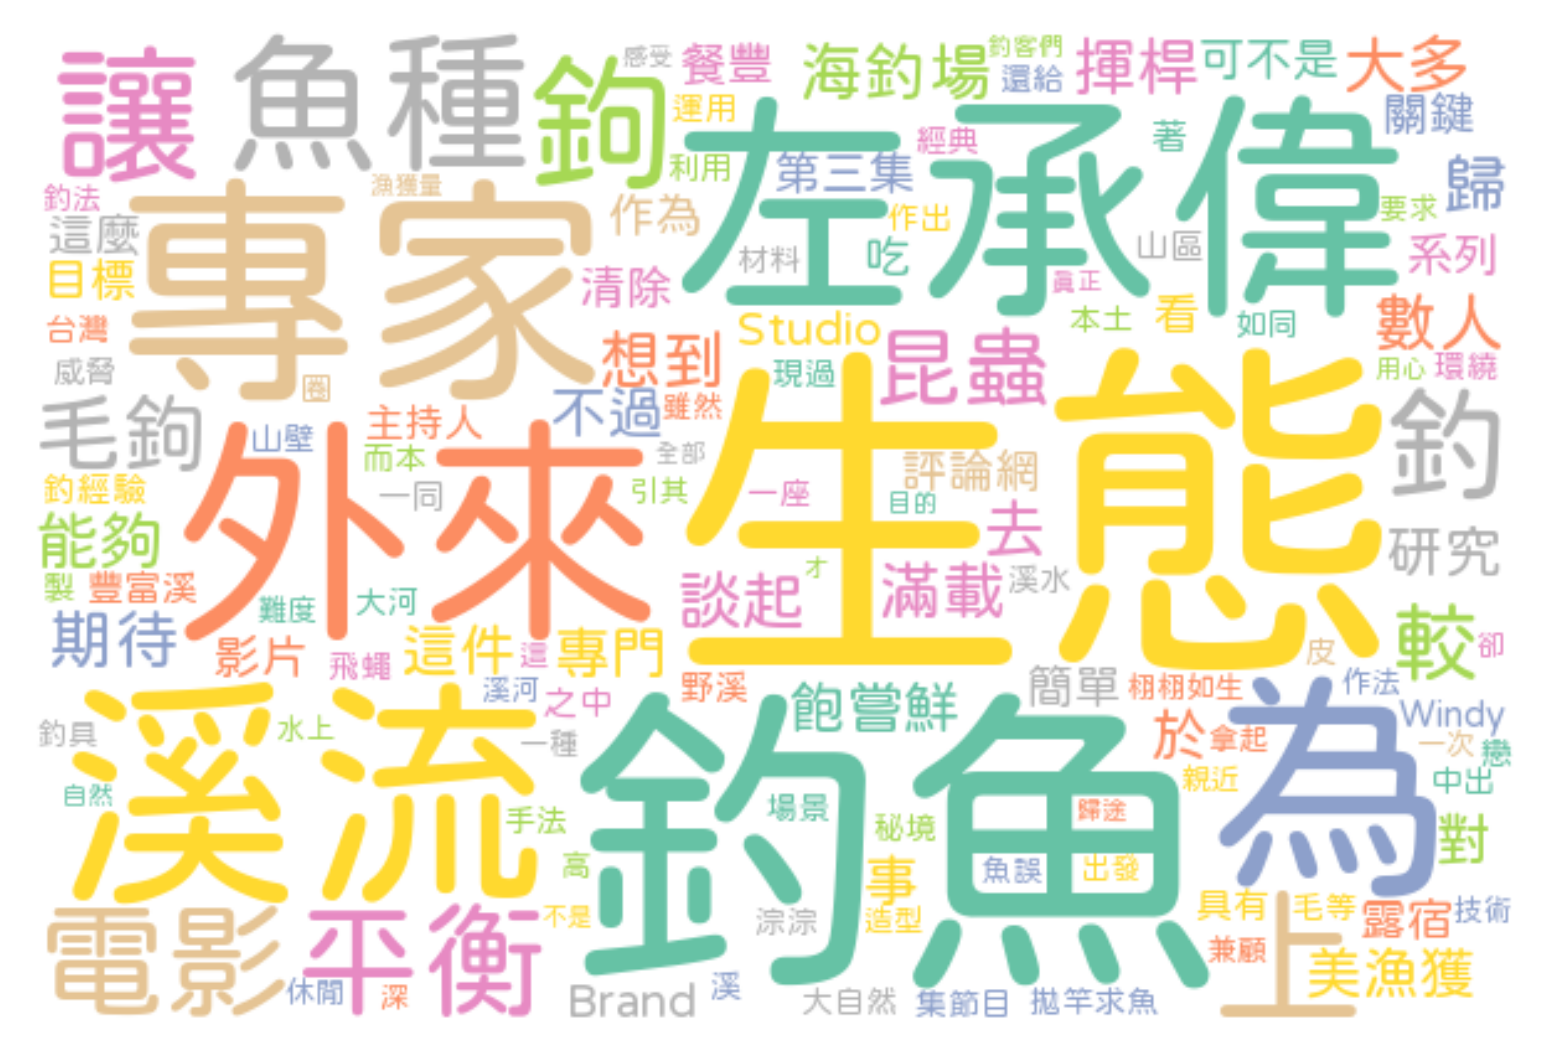 讓
魚種
鉤
感受
餐豐
海釣場
釣客們
還給
揮桿
可不是
大多
運用
關鍵
左承偉
經典
著
利用
第三集
歸
釣法
漁獲量
專家
作為
作出
要求
這麼
材料
吃
山區
系列
目標
清除
真正
台灣
Studio
本土
看
如同
數人
威脅
想到
現過
昆蟲
用心
環繞
圈
不過
雖然
生態
毛鉤
主持人
釣
山壁
外來
而本
全部
評論網
釣經驗
一同
引其
一座
目的
能夠
去
研究
製
豐富溪
才
談起
滿載
溪水
難度
大河
期待
影片
飛蠅
這件
這
專門
皮
較
卻
野溪
簡單
栩栩如生
作法
溪流
溪河
之中
飽嘗鮮
為
Windy
釣具
水上
一種
釣魚
於
拿起
一次
戀
自然
親近
中出
手法
場景
秘境
歸途
對
高
事
魚誤
出發
電影
平衡
不是
淙淙
造型
具有
毛等
露宿
技術
兼顧
上
美漁獲
休閒
深
Brand
溪
大自然
集節目
拋竿求魚